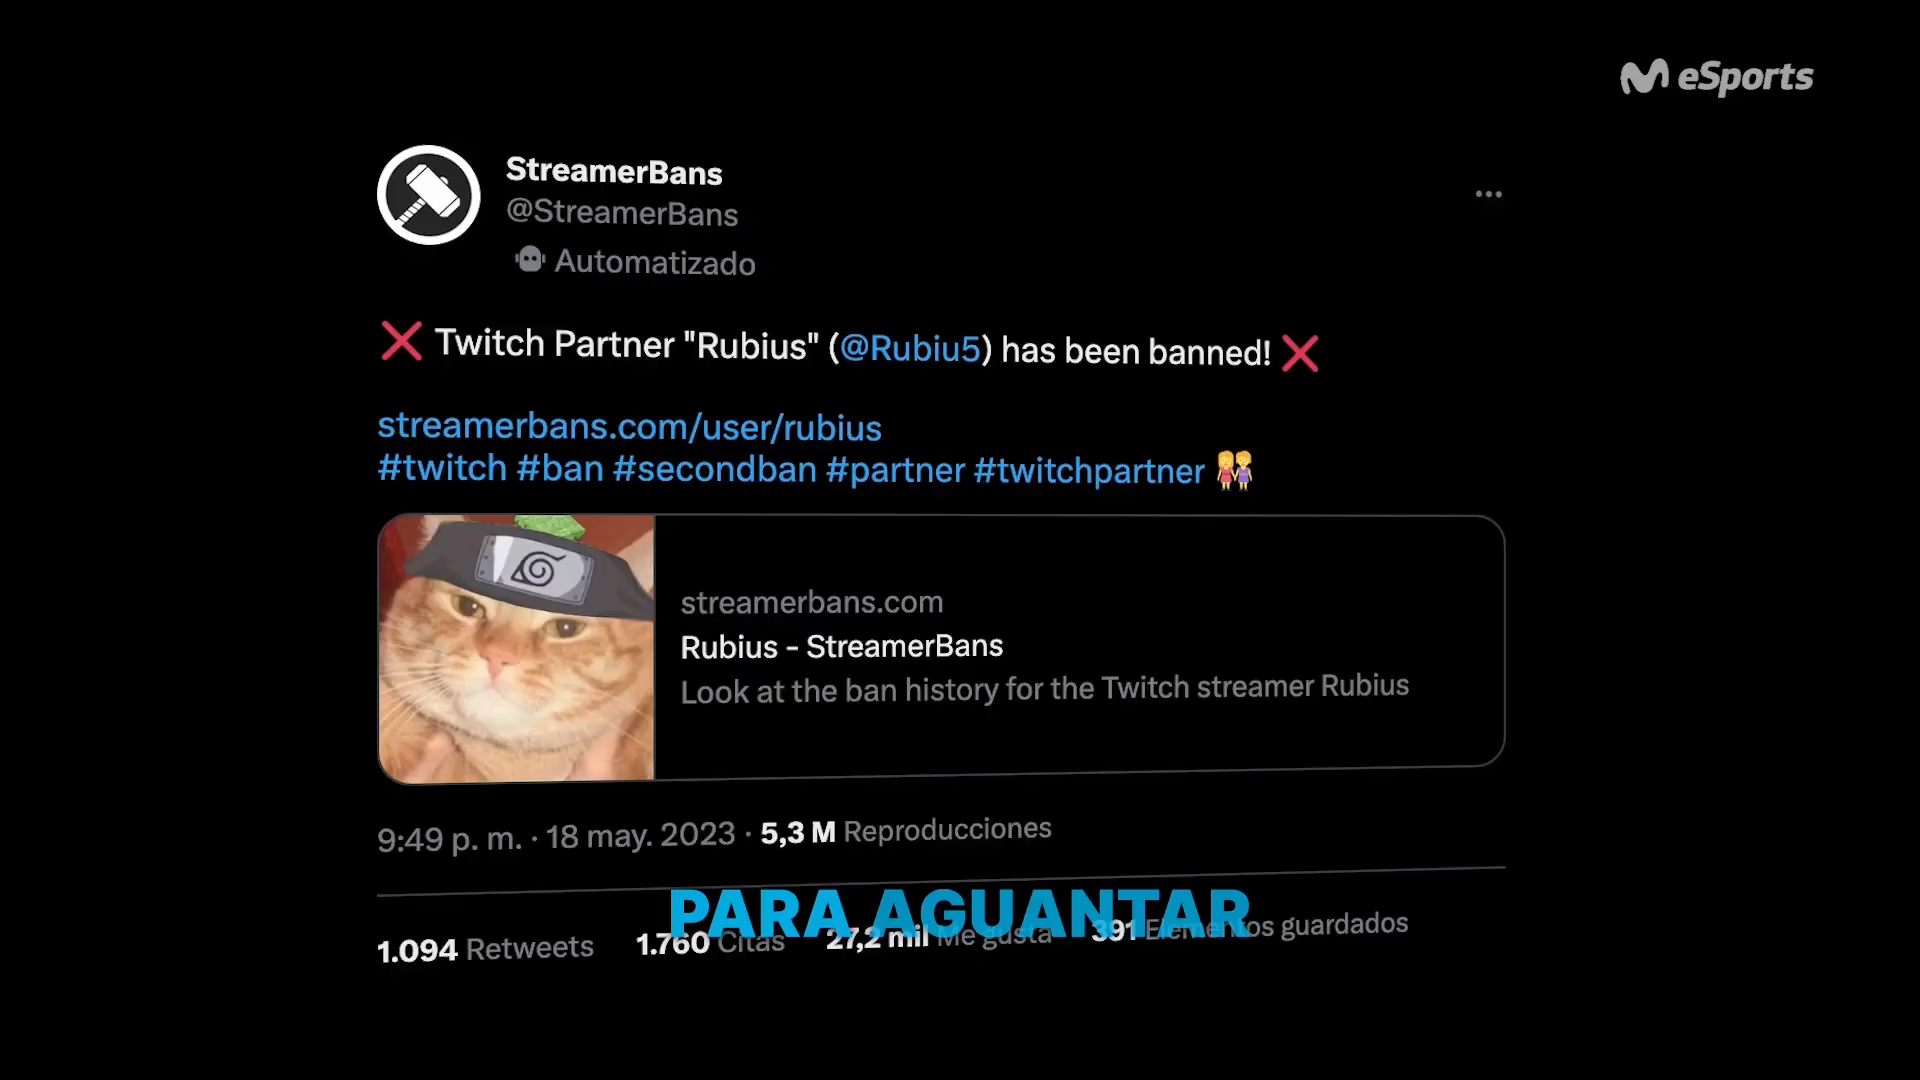 eSports
StreamerBans
@StreamerBans
Automatizado
❌ Twitch Partner "Rubius" (@Rubiu5) has been banned! ❌
streamerbans.com/user/rubius
#twitch #ban #secondban #partner #twitchpartner 👭
streamerbans.com
Rubius - StreamerBans
Look at the ban history for the Twitch streamer Rubius
9:49 p. m. · 18 may. 2023 · 5,3 M Reproducciones
PARA AGUANTAR
1.094 Retweets 1.760 Citas 27,2 mil Me gusta 391 Elementos guardados